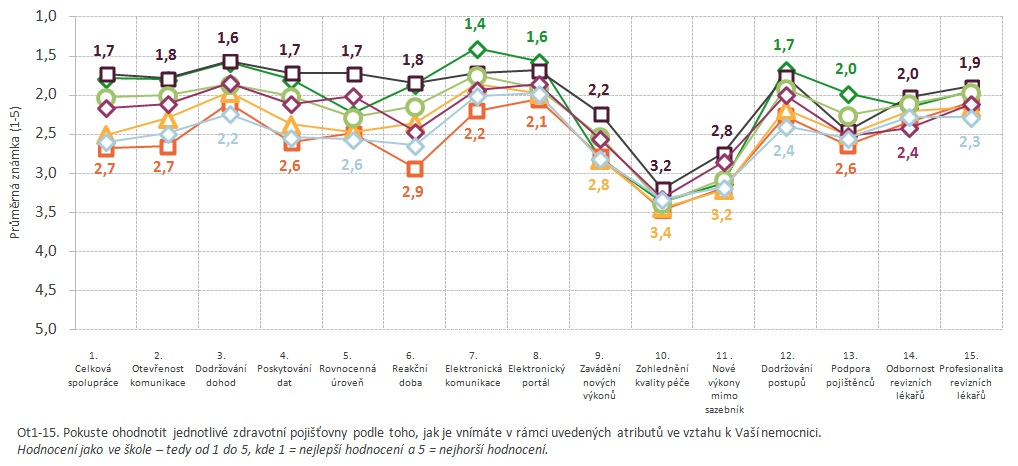 1,0
1,5
2,0
2,5
3,0
3,5
4,0
4,5
5,0
Průměrná známka (1-5)
1,7
1,8
1,6
1,7
1,7
1,8
1,4
1,6
2,2
3,2
2,8
1,7
2,0
2,0
1,9
2,7
2,7
2,2
2,6
2,6
2,9
2,2
2,1
2,8
3,4
3,2
2,4
2,6
2,4
2,3
1.
Celková
spolupráce
2.
Otevřenost
komunikace
3.
Dodržování
dohod
4.
Poskytování
dat
5.
Rovnocenná
úroveň
6.
Reakční
doba
7.
Elektronická
komunikace
8.
Elektronický
portál
9.
Zavádění
nových
výkonů
10.
Zohlednění
kvality péče
11 .
Nové
výkony
mimo
sazebník
12.
Dodržování
postupů
13.
Podpora
pojištěnců
14.
Odbornost
revizních
lékařů
15.
Profesionalita
revizních
lékařů
Ot1-15. Pokuste ohodnotit jednotlivé zdravotní pojišťovny podle toho, jak je vnímáte v rámci uvedených atributů ve vztahu k Vaší nemocnici.
Hodnocení jako ve škole – tedy od 1 do 5, kde 1 = nejlepší hodnocení a 5 = nejhorší hodnocení.